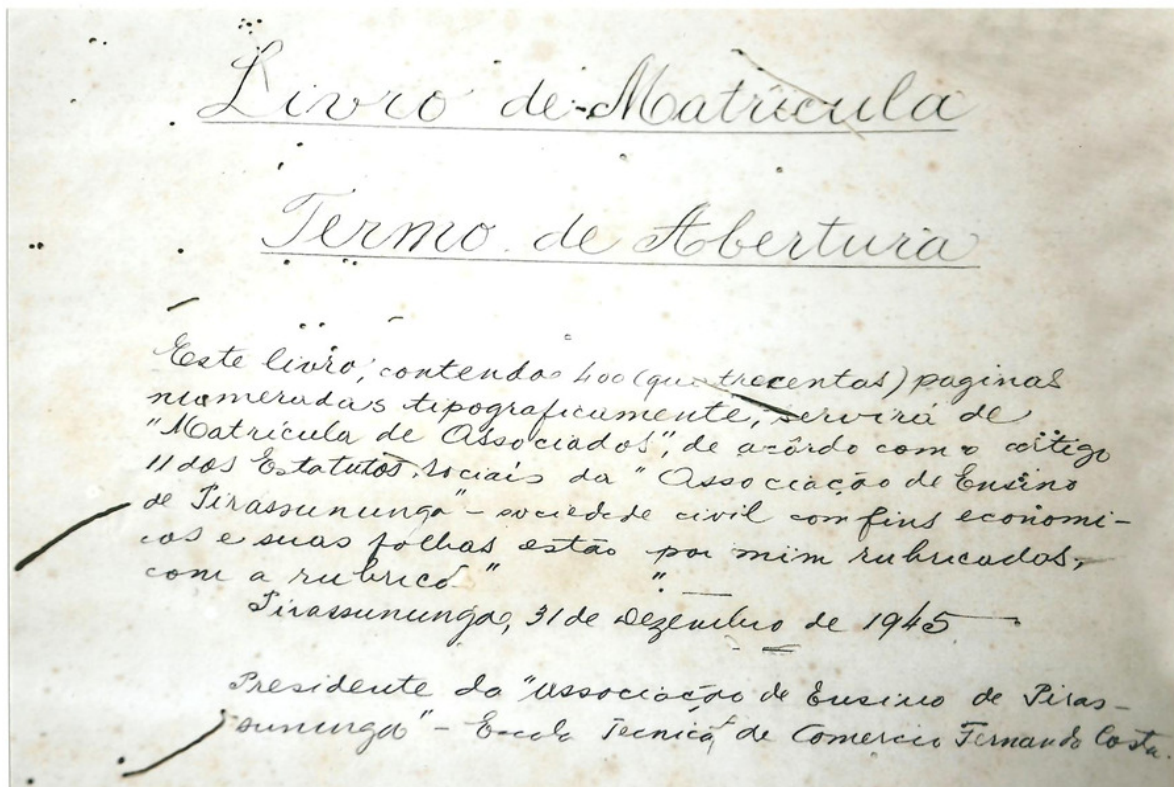 Livro de Matricula
Termo de Abertura
Este livro, contendo 400 (quatrocentas) paginas
numeradas tipograficamente, servirá de
"Matricula de Associados", de acôrdo com o artigo
11 dos Estatutos Sociais da "Associação de Ensino
de Pirassununga" - sociedade civil com fins economi-
cos e suas folhas estão por mim rubricadas,
com a rubrica " "
Pirassununga, 31 de Dezembro de 1945
Presidente da "Associação de Ensino de Piras-
sununga" - Escola Tecnica de Comercio Fernando Costa.